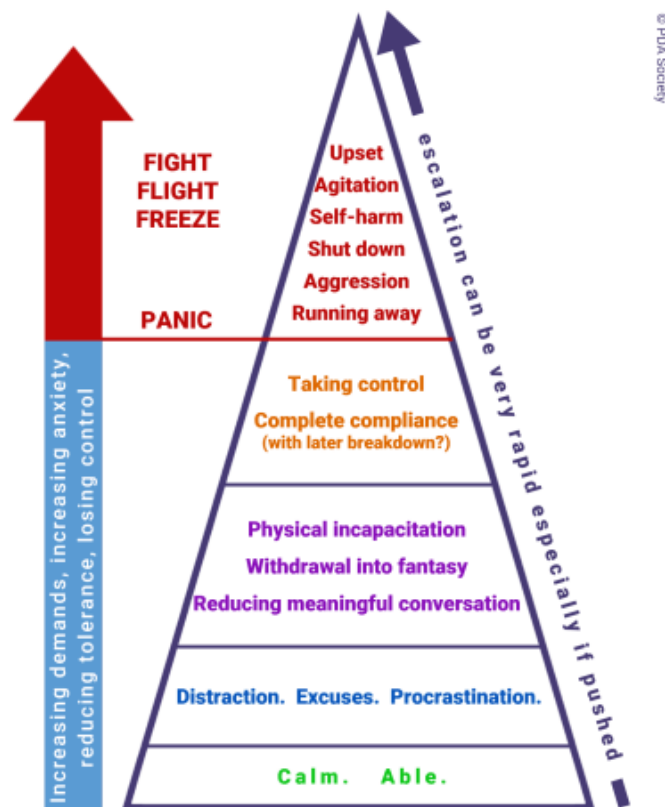 © PDA Society
FIGHT
FLIGHT
FREEZE
PANIC
Upset
Agitation
Self-harm
Shut down
Aggression
Running away
Taking control
Complete compliance
(with later breakdown?)
Physical incapacitation
Withdrawal into fantasy
Reducing meaningful conversation
Distraction. Excuses. Procrastination.
Calm. Able.
Increasing demands, increasing anxiety,
reducing tolerance, losing control
escalation can be very rapid especially if pushed